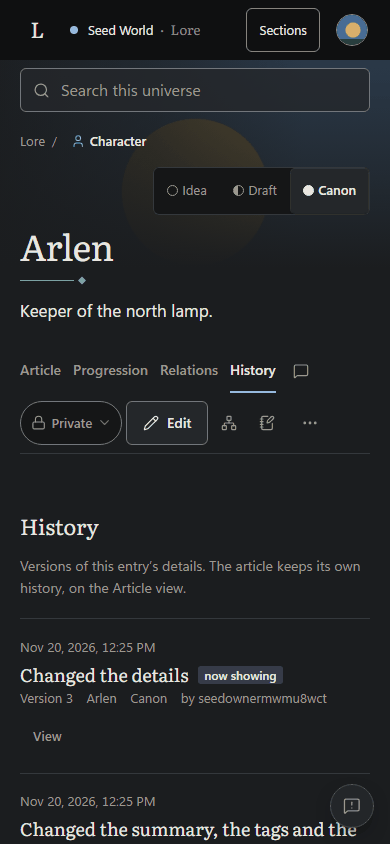 L
Seed World · Lore
Sections
Search this universe
Lore / Character
Idea
Draft
Canon
Arlen
Keeper of the north lamp.
Article Progression Relations History
Private
Edit
History
Versions of this entry’s details. The article keeps its own
history, on the Article view.
Nov 20, 2026, 12:25 PM
Changed the details now showing
Version 3 Arlen Canon by seedownermwmu8wct
View
Nov 20, 2026, 12:25 PM
Changed the summary, the tags and the